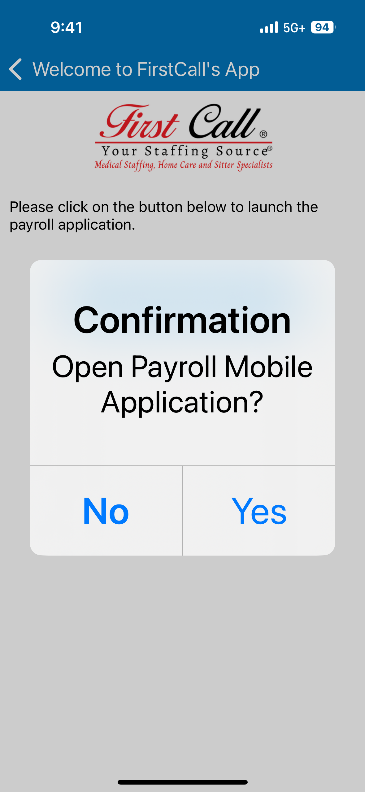 9:41
5G+ 94
Welcome to FirstCall's App
First Call ®
Your Staffing Source®
Medical Staffing, Home Care and Sitter Specialists
Please click on the button below to launch the
payroll application.
Confirmation
Open Payroll Mobile
Application?
No Yes